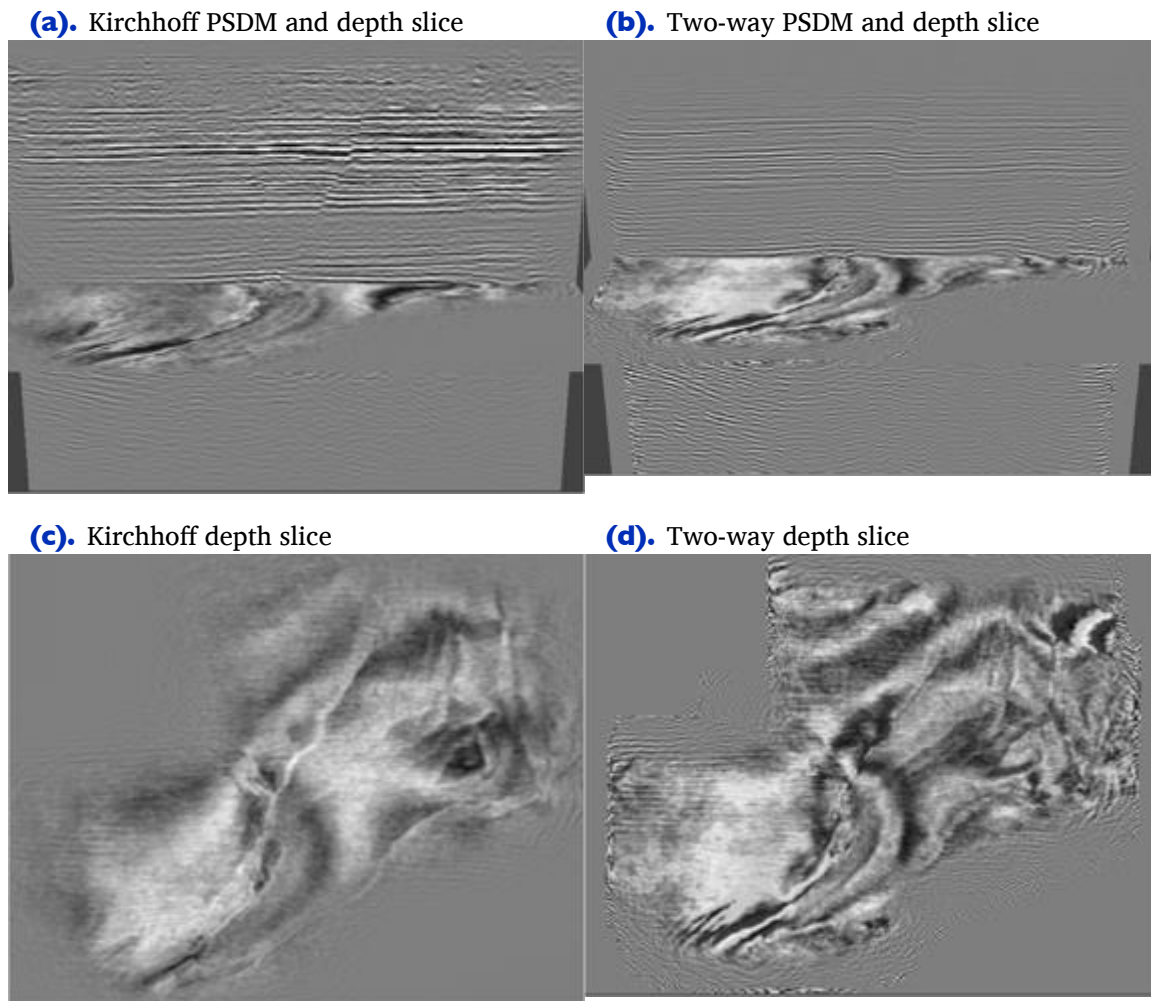 (a). Kirchhoff PSDM and depth slice
(b). Two-way PSDM and depth slice
(c). Kirchhoff depth slice
(d). Two-way depth slice